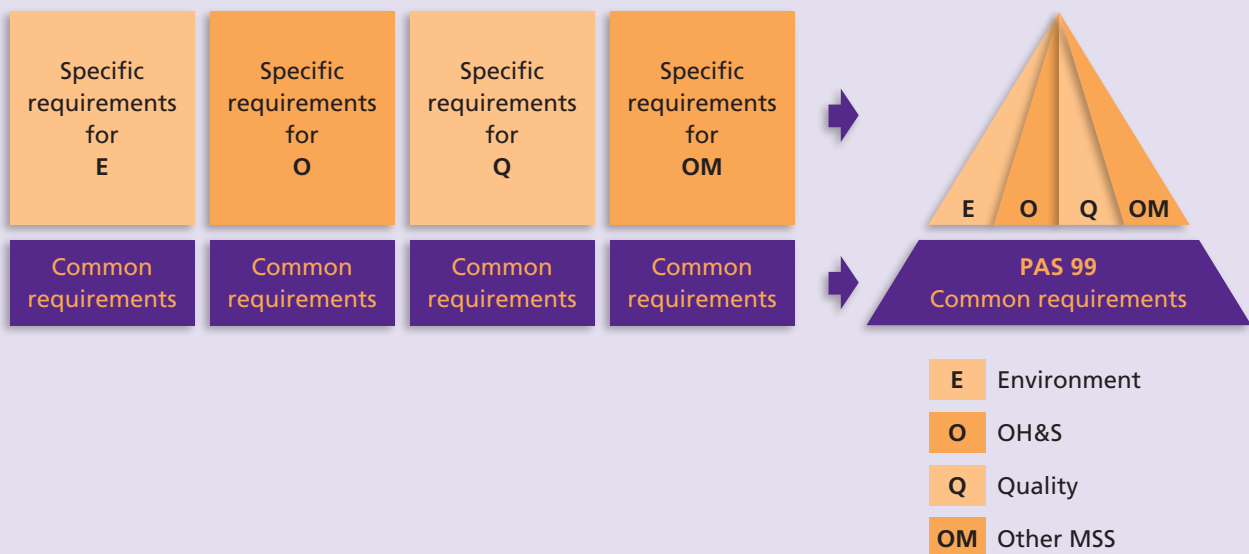 Specific
requirements
for
E
Specific
requirements
for
O
Specific
requirements
for
Q
Specific
requirements
for
OM
E O Q OM
Common
requirements
Common
requirements
Common
requirements
Common
requirements
PAS 99
Common requirements
E Environment
O OH&S
Q Quality
OM Other MSS